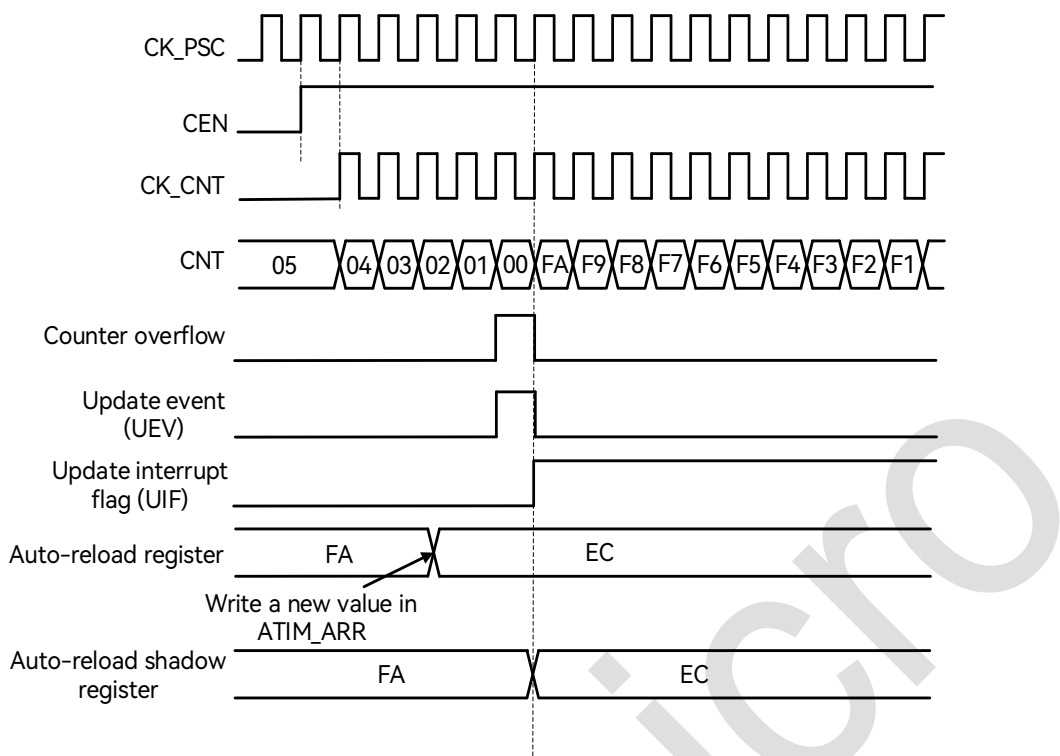 CK_PSC
CEN
CK_CNT
CNT 05 04 03 02 01 00 FA F9 F8 F7 F6 F5 F4 F3 F2 F1
Counter overflow
Update event
(UEV)
Update interrupt
flag (UIF)
Auto-reload register FA EC
Write a new value in
ATIM_ARR
Auto-reload shadow
register
FA EC
icro